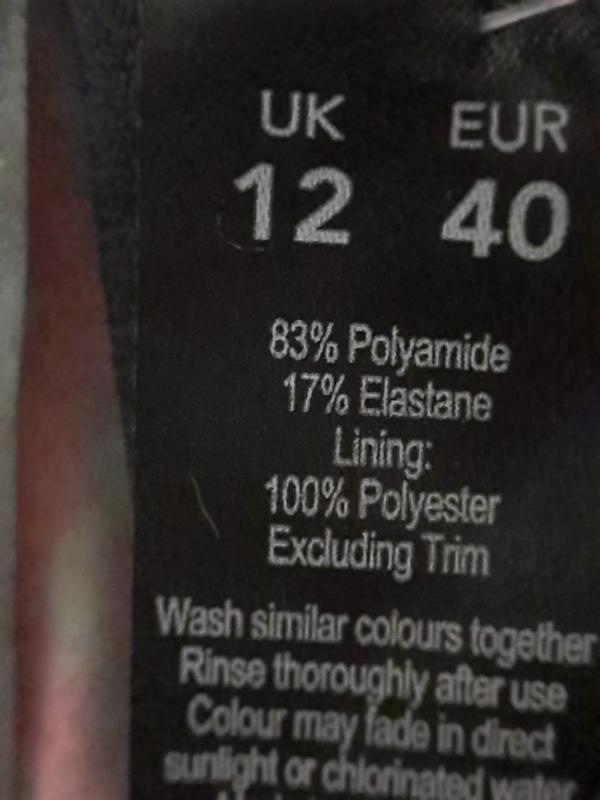 UK EUR
12 40
83% Polyamide
17% Elastane
Lining:
100% Polyester
Excluding Trim
Wash similar colours together
Rinse thoroughly after use
Colour may fade in direct
sunlight or chlorinated water